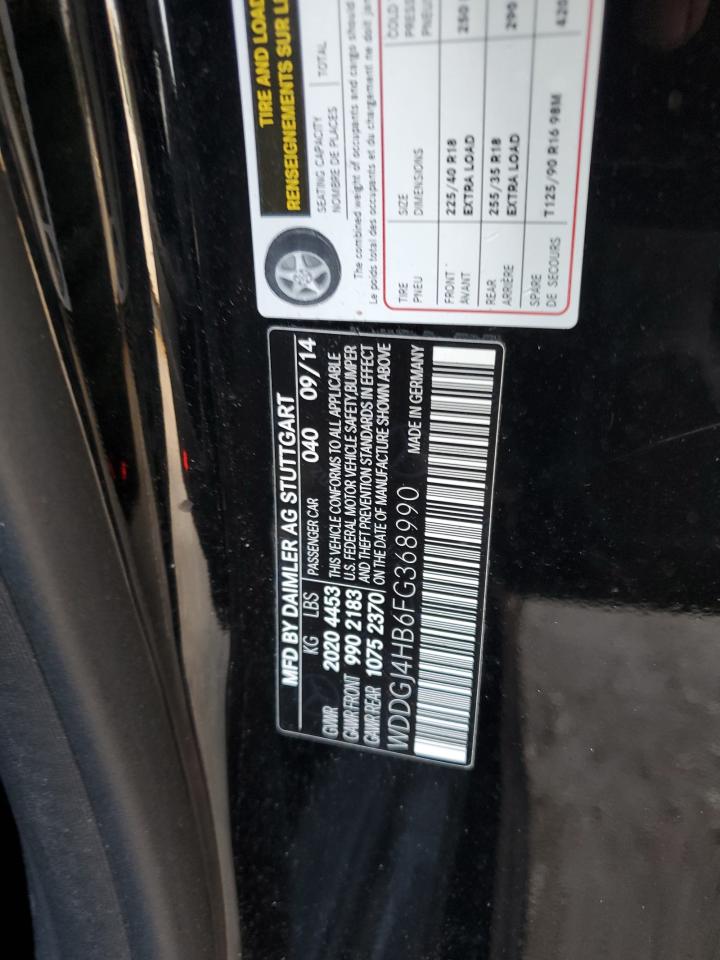 TIRE AND LOAD
RENSEIGNEMENTS SUR
SEATING CAPACITY
NOMBRE DE PLACES
TOTAL
The combined weight of occupants and cargo should
Le poids total des occupants et du chargement ne doit
TIRE
PNEU
SIZE
DIMENSIONS
COLD
FRONT
AVANT
225/40 R18
EXTRA LOAD
250
REAR
ARRIÈRE
255/35 R18
EXTRA LOAD
290
SPARE
DE SECOURS
T125/90 R16 98M
420
MFD BY DAIMLER AG STUTTGART
KG LBS PASSENGER CAR 040 09/14
GVWR 2020 4453 THIS VEHICLE CONFORMS TO ALL APPLICABLE
GAWR FRONT 990 2183 U.S. FEDERAL MOTOR VEHICLE SAFETY,BUMPER
GAWR REAR 1075 2370 AND THEFT PREVENTION STANDARDS IN EFFECT
ON THE DATE OF MANUFACTURE SHOWN ABOVE
WDDGJ4HB6FG368990 MADE IN GERMANY